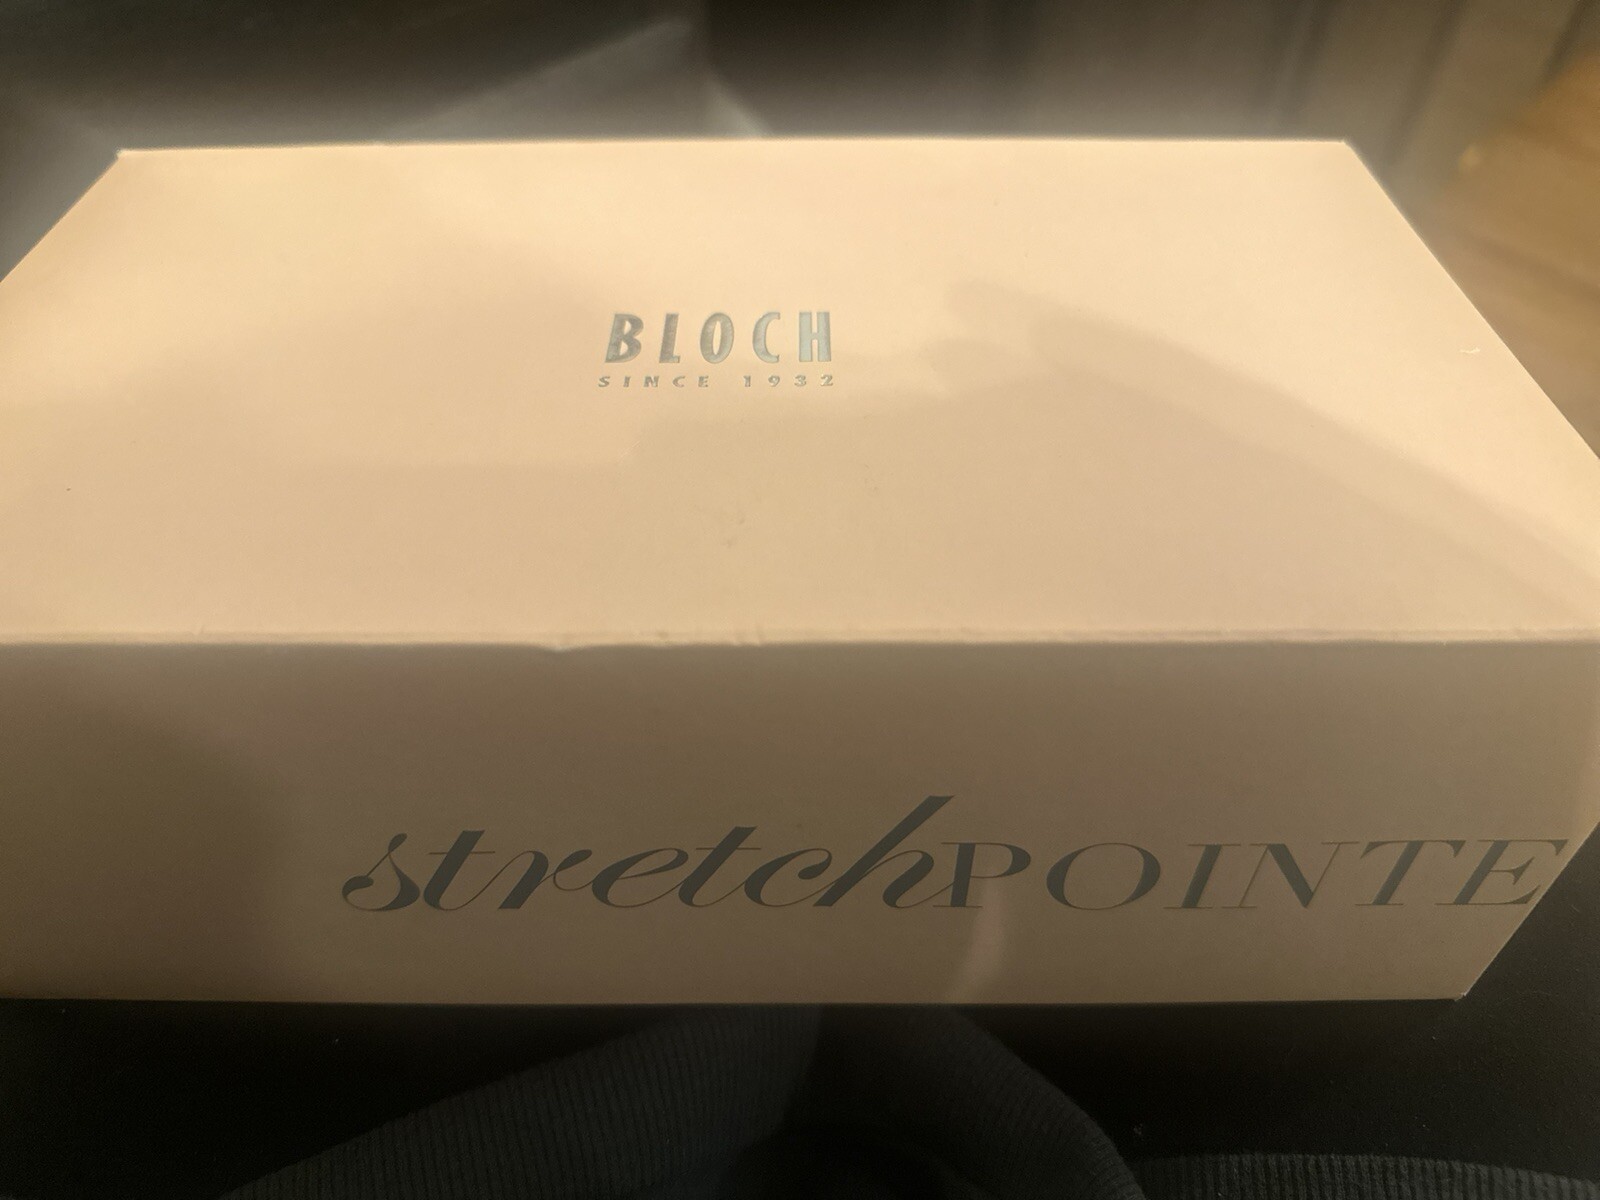 BLOCH
SINCE 1932
stretchPOINTE